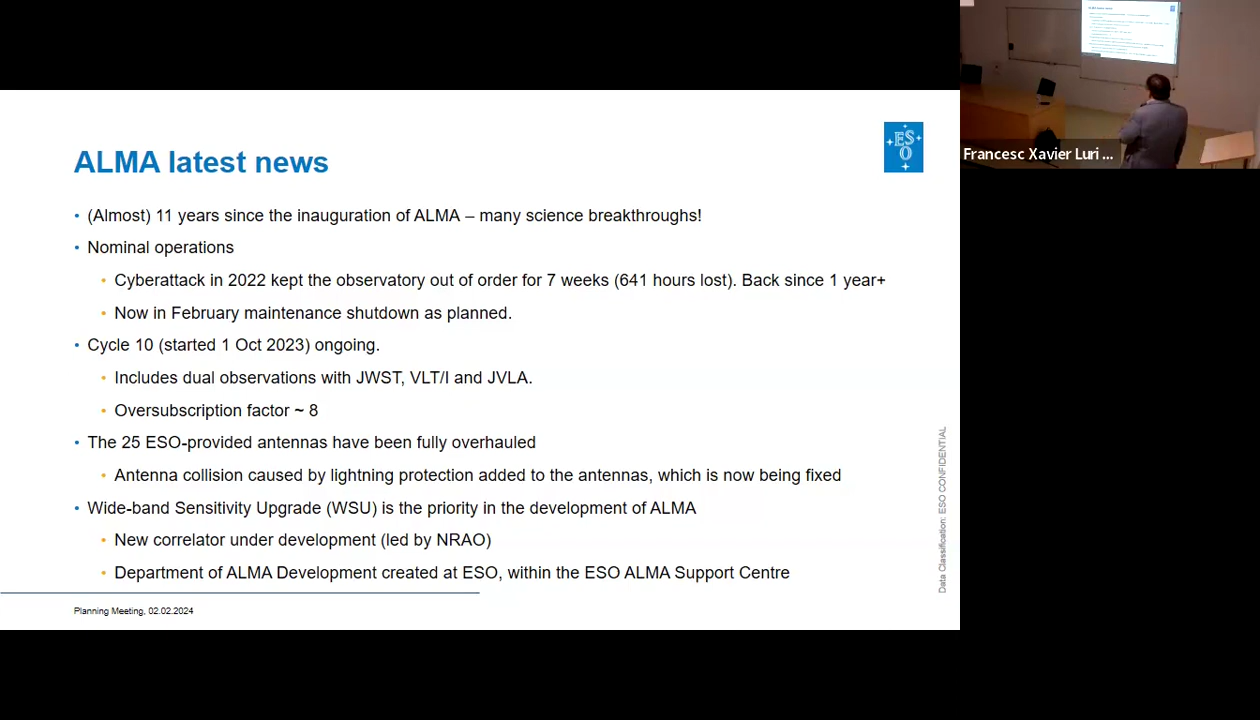 ALMA latest news
ESO
• (Almost) 11 years since the inauguration of ALMA – many science breakthroughs!
• Nominal operations
• Cyberattack in 2022 kept the observatory out of order for 7 weeks (641 hours lost). Back since 1 year+
• Now in February maintenance shutdown as planned.
• Cycle 10 (started 1 Oct 2023) ongoing.
• Includes dual observations with JWST, VLT/I and JVLA.
• Oversubscription factor ~ 8
• The 25 ESO-provided antennas have been fully overhauled
• Antenna collision caused by lightning protection added to the antennas, which is now being fixed
• Wide-band Sensitivity Upgrade (WSU) is the priority in the development of ALMA
• New correlator under development (led by NRAO)
• Department of ALMA Development created at ESO, within the ESO ALMA Support Centre
Planning Meeting, 02.02.2024
Data Classification: ESO CONFIDENTIAL
Francesc Xavier Luri ...